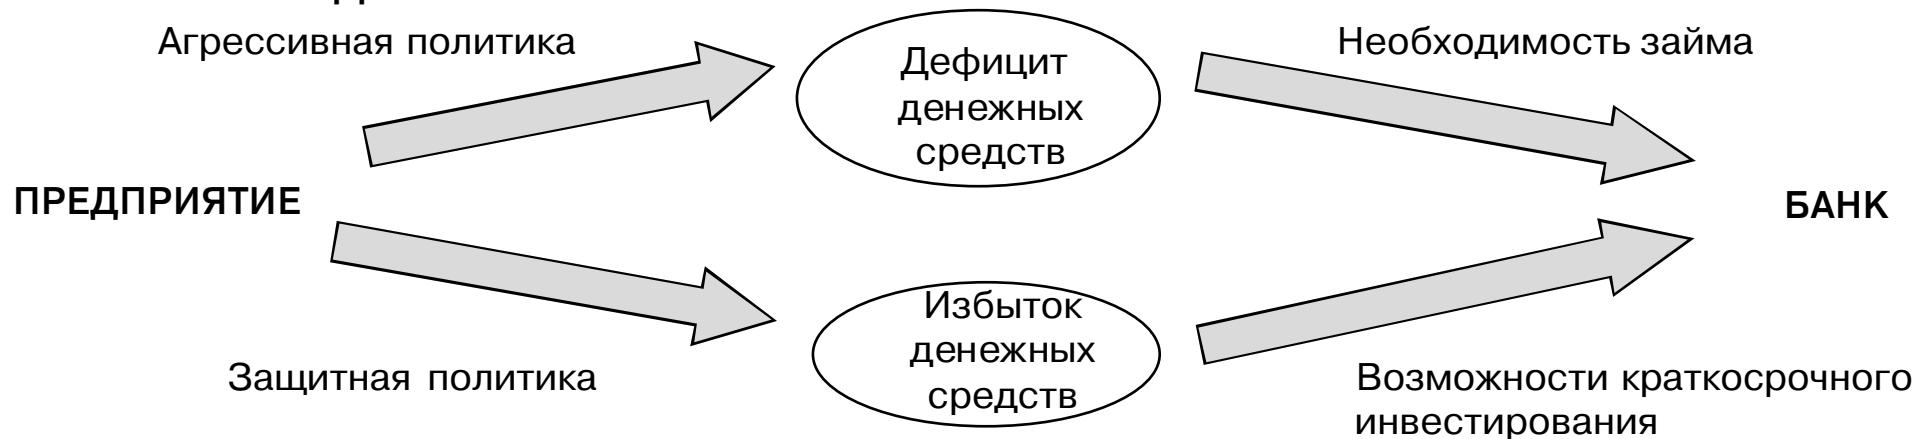 Агрессивная политика
Дефицит
денежных
средств
Необходимость займа
ПРЕДПРИЯТИЕ
БАНК
Защитная политика
Избыток
денежных
средств
Возможности краткосрочного
инвестирования